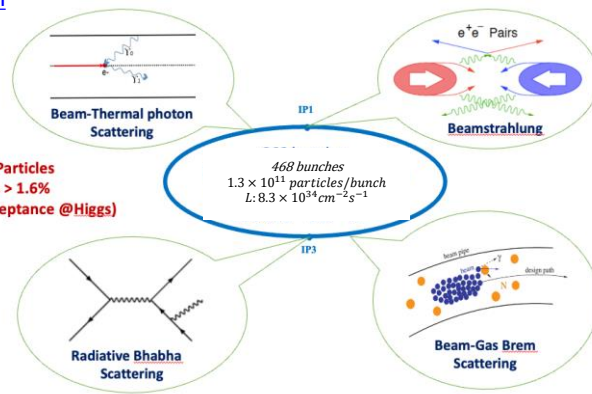 e⁺e⁻ Pairs
Beam-Thermal photon
Scattering
Beamstrahlung
IP1
Particles
> 1.6%
eptance @Higgs)
468 bunches
1.3 × 10¹¹ particles/bunch
L: 8.3 × 10³⁴cm⁻²s⁻¹
IP3
beam pipe
γ
beam
design path
N
Radiative Bhabha
Scattering
Beam-Gas Brem
Scattering